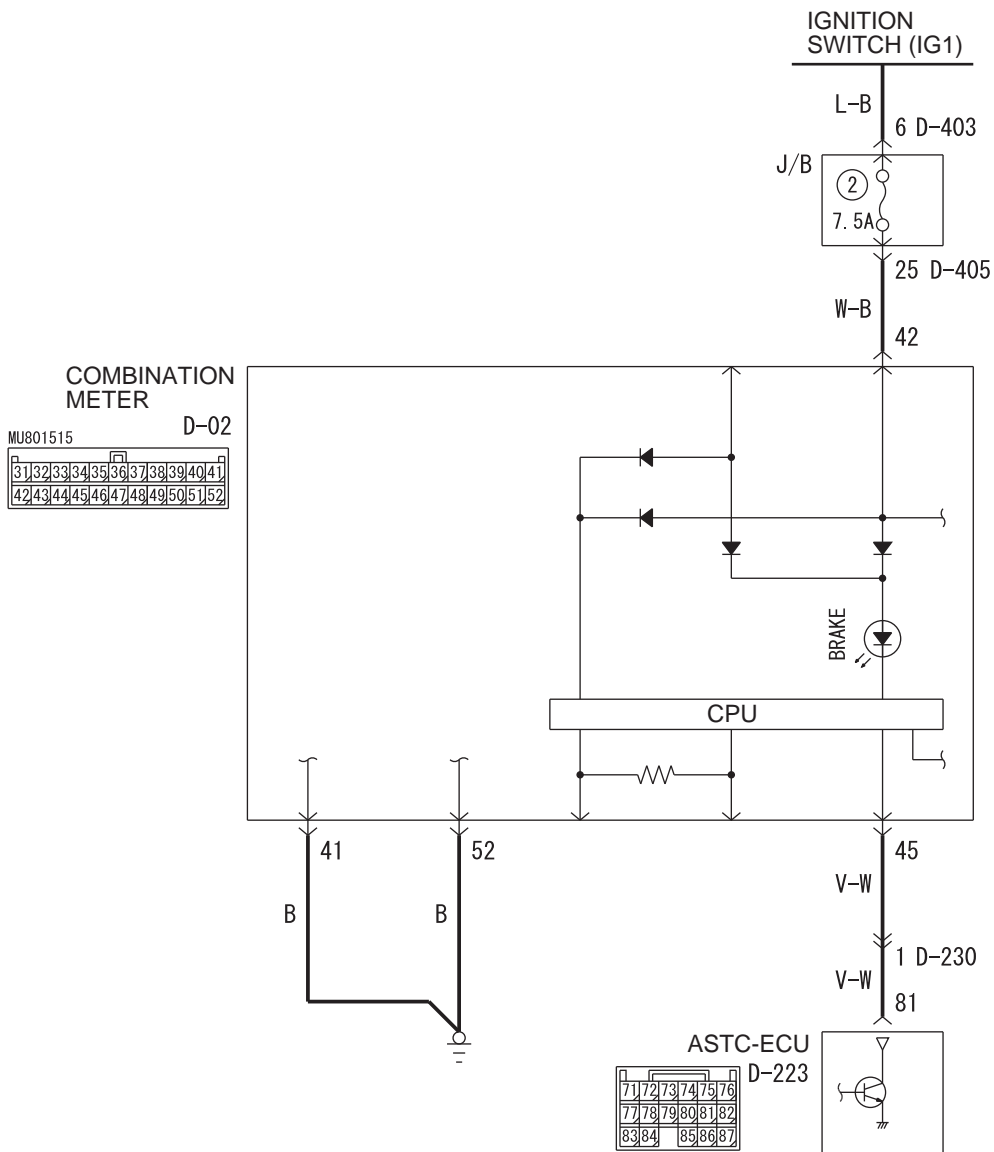 IGNITION
SWITCH (IG1)
L-B
6 D-403
J/B
2
7.5A
25 D-405
W-B
42
COMBINATION
METER
D-02
MU801515
31 32 33 34 35 36 37 38 39 40 41
42 43 44 45 46 47 48 49 50 51 52
BRAKE
CPU
41
52
45
B
B
V-W
1 D-230
V-W
81
ASTC-ECU
D-223
71 72 73 74 75 76
77 78 79 80 81 82
83 84 85 86 87